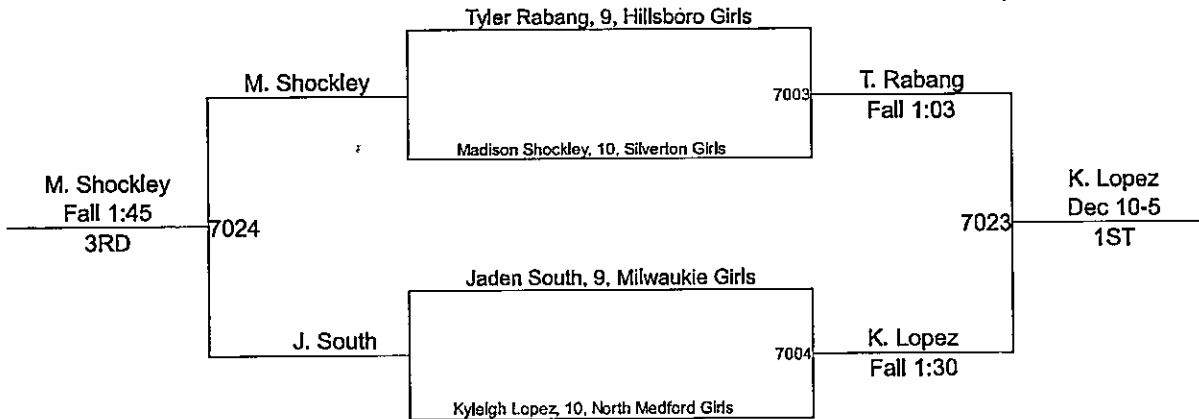 Tyler Rabang, 9, Hillsboro Girls
M. Shockley
7003
T. Rabang
Fall 1:03
Madison Shockley, 10, Silverton Girls
M. Shockley
Fall 1:45
3RD
7024
7023
K. Lopez
Dec 10-5
1ST
Jaden South, 9, Milwaukie Girls
J. South
7004
K. Lopez
Fall 1:30
Kyleigh Lopez, 10, North Medford Girls